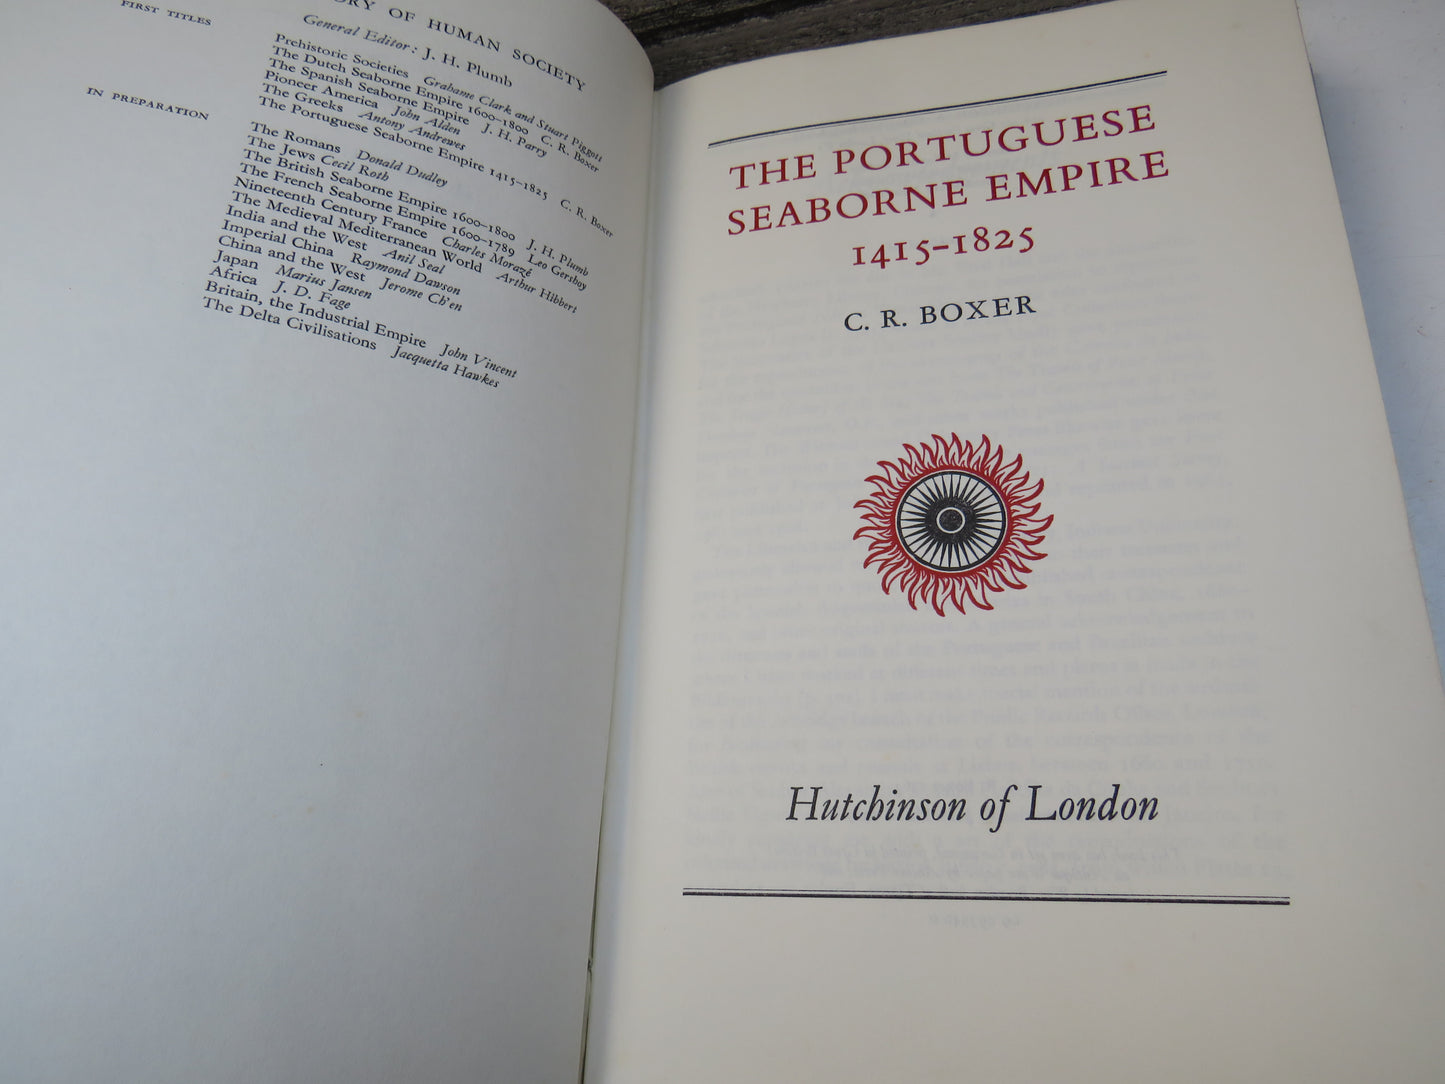 ORY OF HUMAN SOCIETY
General Editor: J. H. Plumb
FIRST TITLES
Prehistoric Societies Grahame Clark and Stuart Piggott
The Dutch Seaborne Empire 1600–1800 C. R. Boxer
The Spanish Seaborne Empire J. H. Parry
Pioneer America John Alden
The Greeks Antony Andrewes
The Portuguese Seaborne Empire 1415–1825 C. R. Boxer
IN PREPARATION
The Romans Donald Dudley
The Jews Cecil Roth
The British Seaborne Empire 1600–1800 J. H. Plumb
The French Seaborne Empire 1600–1789 Leo Gershoy
Nineteenth Century France Charles Morazé
The Medieval Mediterranean World Arthur Hibbert
India and the West Anil Seal
Imperial China Raymond Dawson
China and the West Jerome Ch'en
Japan Marius Jansen
Africa J. D. Fage
Britain, the Industrial Empire John Vincent
The Delta Civilisations Jacquetta Hawkes
THE PORTUGUESE
SEABORNE EMPIRE
1415–1825
C. R. BOXER
Hutchinson of London